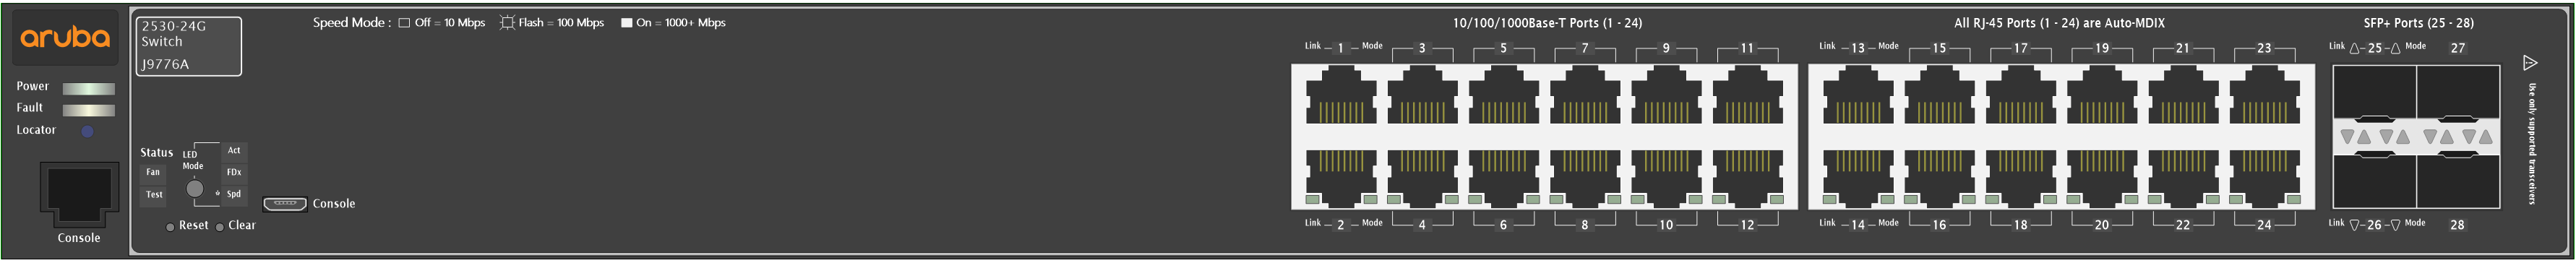 aruba
Power
Fault
Locator
Console
2530-24G
Switch
J9776A
Speed Mode : Off = 10 Mbps Flash = 100 Mbps On = 1000+ Mbps
Status
Fan
Test
LED
Mode
Act
FDx
Spd
Reset Clear
Console
10/100/1000Base-T Ports (1 - 24)
All RJ-45 Ports (1 - 24) are Auto-MDIX
SFP+ Ports (25 - 28)
Link 1 Mode 3 5 7 9 11
Link 13 Mode 15 17 19 21 23
Link 25 Mode 27
Link 2 Mode 4 6 8 10 12
Link 14 Mode 16 18 20 22 24
Link 26 Mode 28
Use only supported transceivers